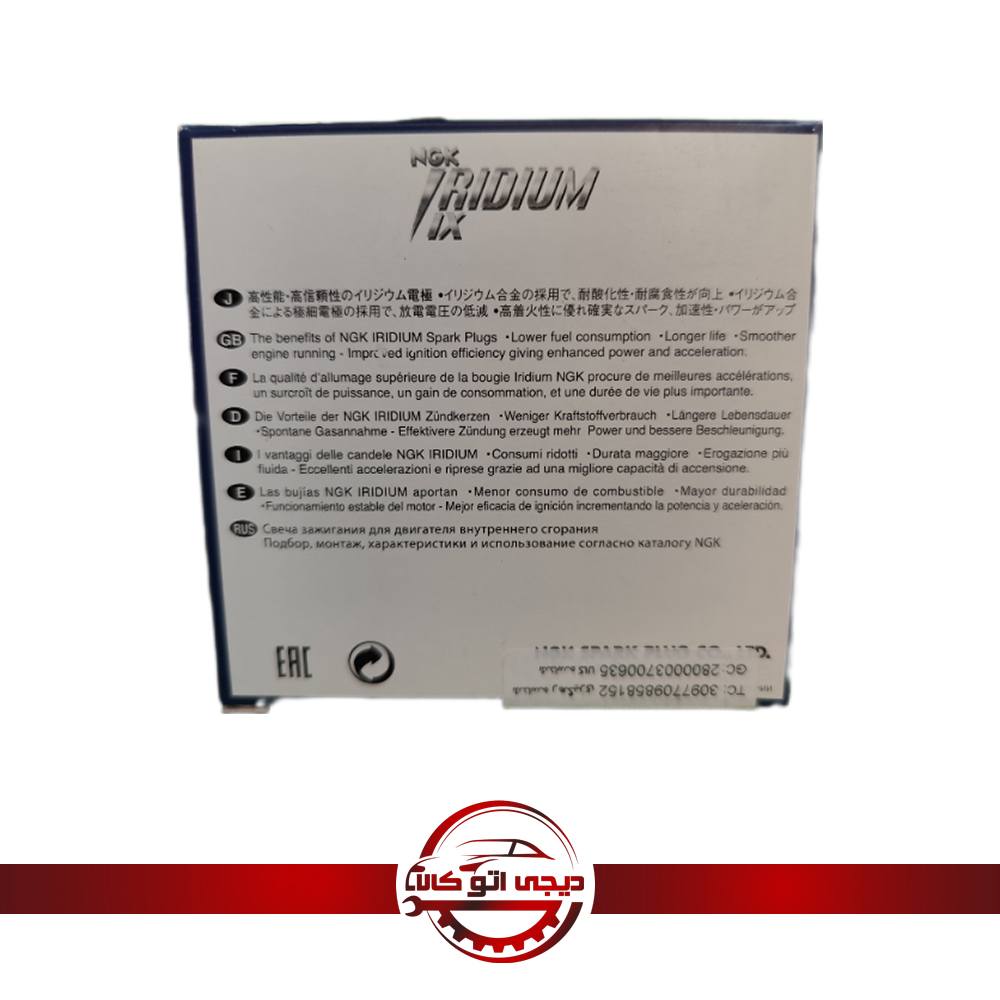 NGK
IRIDIUM
IX
J 高性能・高信頼性のイリジウム電極 •イリジウム合金の採用で、耐酸化性・耐腐食性が向上 •イリジウム合
金による極細電極の採用で、放電電圧の低減 •高着火性に優れ確実なスパーク、加速性・パワーがアップ
GB The benefits of NGK IRIDIUM Spark Plugs •Lower fuel consumption •Longer life •Smoother
engine running - Improved ignition efficiency giving enhanced power and acceleration.
F La qualité d'allumage supérieure de la bougie Iridium NGK procure de meilleures accélérations,
un surcroît de puissance, un gain de consommation, et une durée de vie plus importante.
D Die Vorteile der NGK IRIDIUM Zündkerzen •Weniger Kraftstoffverbrauch •Längere Lebensdauer
•Spontane Gasannahme - Effektivere Zündung erzeugt mehr Power und bessere Beschleunigung.
I I vantaggi delle candele NGK IRIDIUM •Consumi ridotti •Durata maggiore •Erogazione più
fluida - Eccellenti accelerazioni e riprese grazie ad una migliore capacità di accensione.
E Las bujías NGK IRIDIUM aportan •Menor consumo de combustible •Mayor durabilidad
•Funcionamiento estable del motor - Mejor eficacia de ignición incrementando la potencia y aceleración.
RUS Свеча зажигания для двигателя внутреннего сгорания
Подбор, монтаж, характеристики и использование согласно каталогу NGK
EAC
NGK SPARK PLUG CO., LTD.
GC: 2800003700635 شناسه کالا
TC: 3097709858152 شناسه رهگیری
دیجی اتو کالا